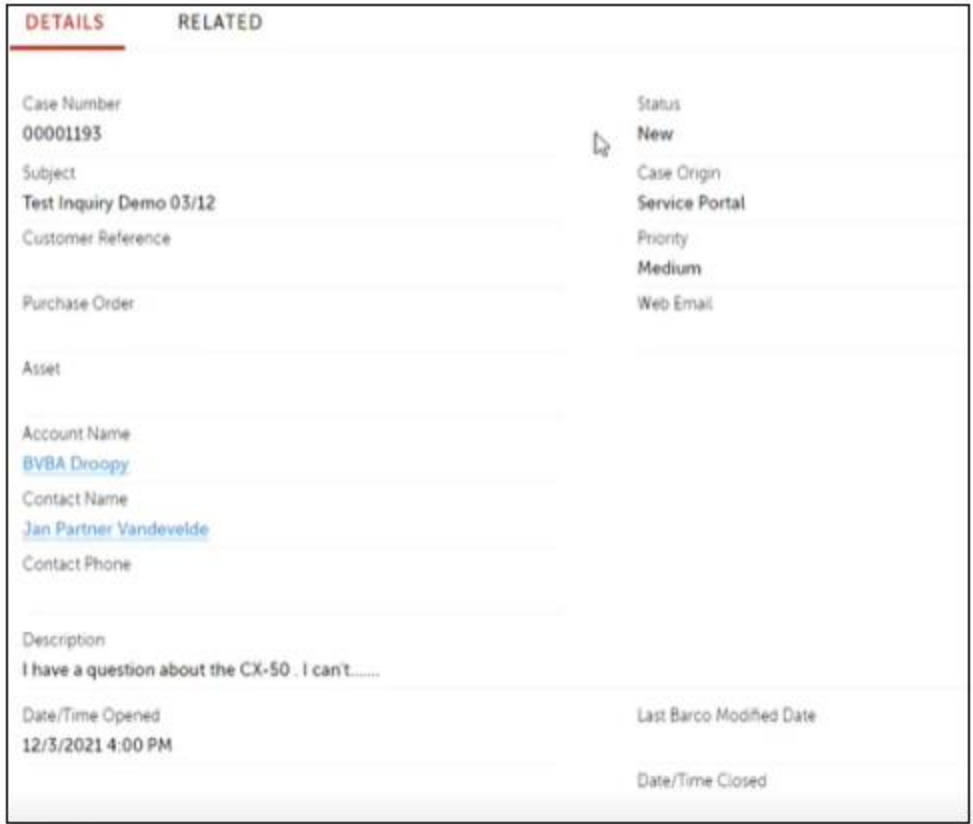 DETAILS RELATED
Case Number
00001193
Status
New
Subject
Test Inquiry Demo 03/12
Case Origin
Service Portal
Customer Reference
Priority
Medium
Purchase Order
Web Email
Asset
Account Name
BVBA Droopy
Contact Name
Jan Partner Vandevelde
Contact Phone
Description
I have a question about the CX-50 . I can't.......
Date/Time Opened
12/3/2021 4:00 PM
Last Barco Modified Date
Date/Time Closed